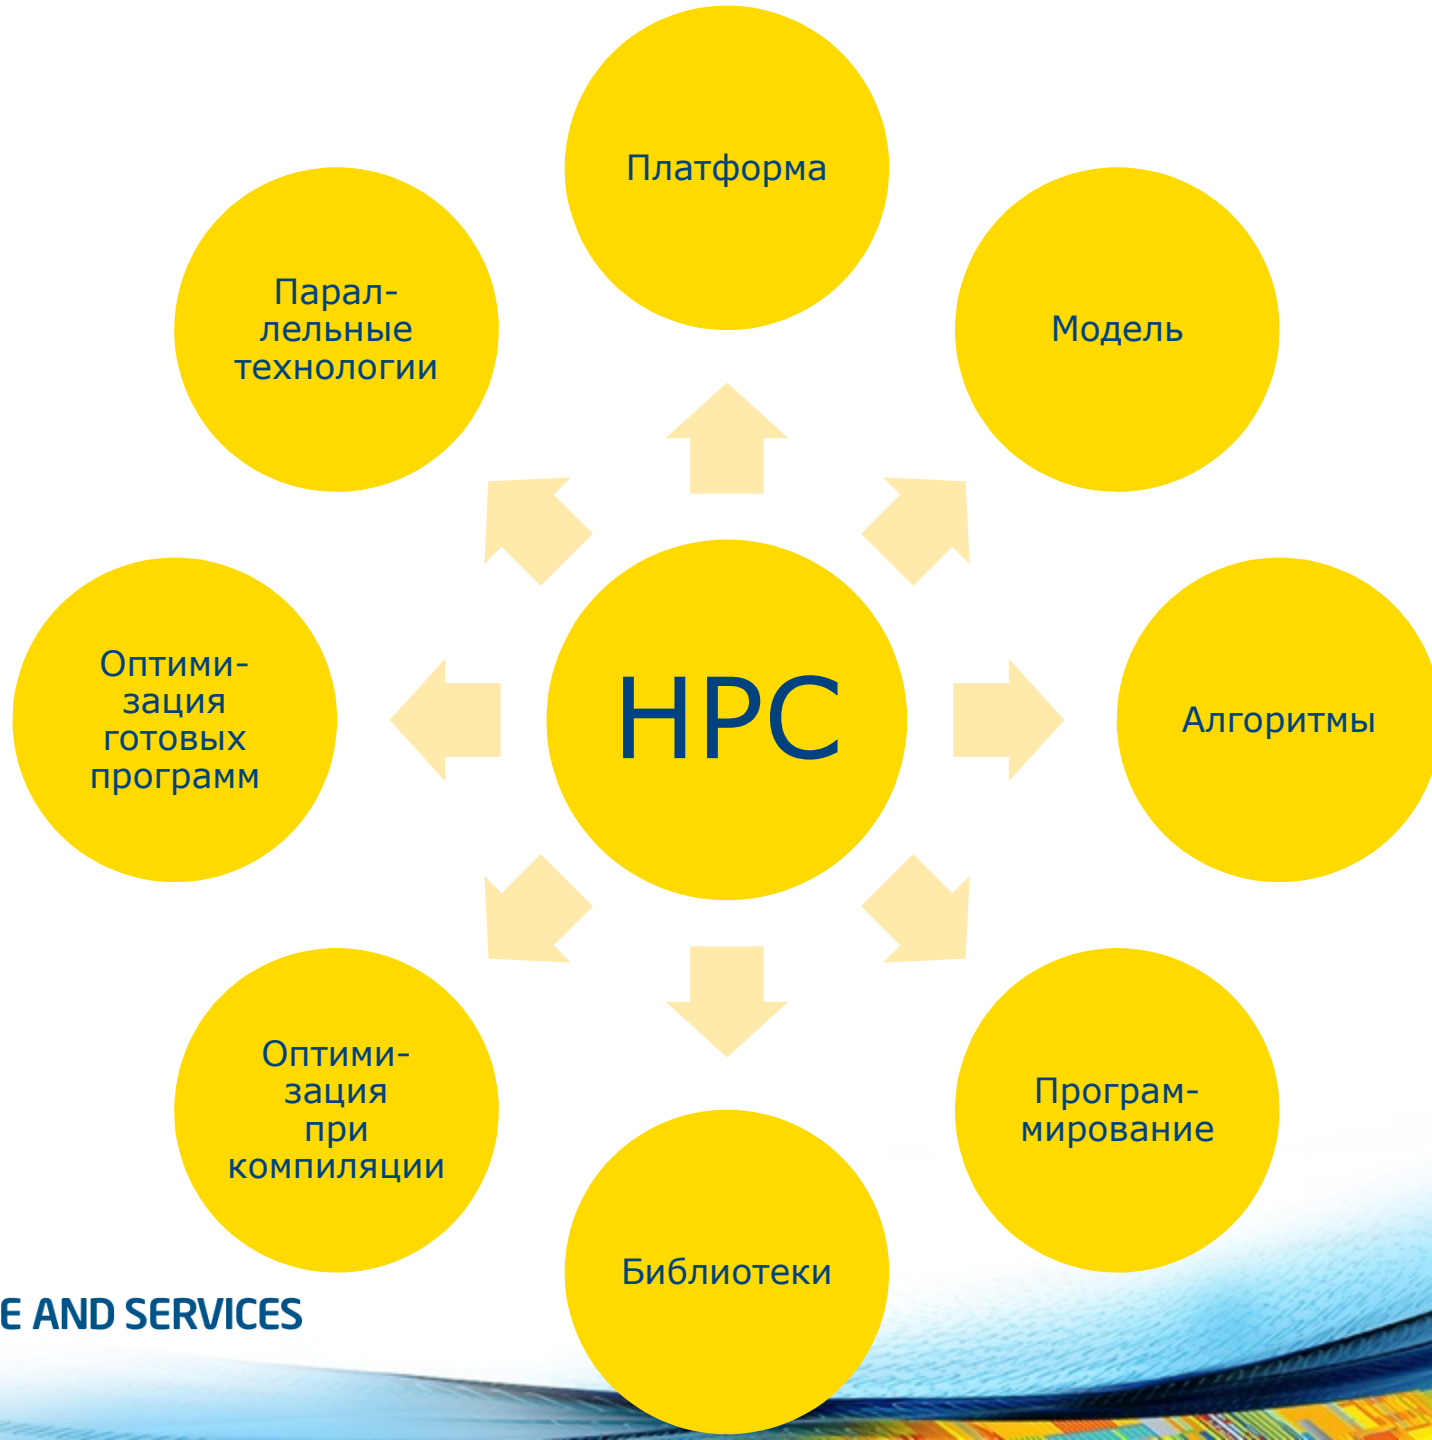 Платформа
Модель
Алгоритмы
Програм-
мирование
Библиотеки
Оптими-
зация
при
компиляции
Оптими-
зация
готовых
программ
Парал-
лельные
технологии
HPC
E AND SERVICES